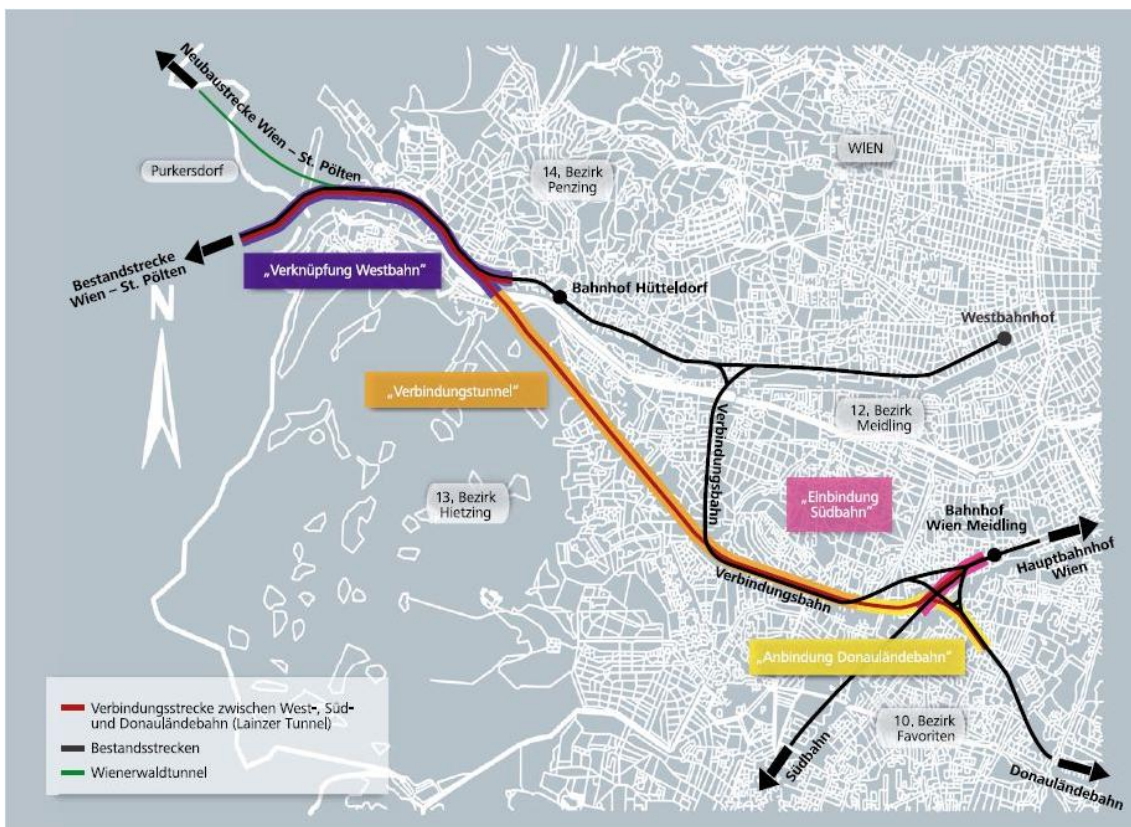 Neubaustrecke Wien – St. Pölten
Purkersdorf
14. Bezirk
Penzing
WIEN
Bestandstrecke
Wien – St. Pölten
„Verknüpfung Westbahn“
Bahnhof Hütteldorf
Westbahnhof
N
„Verbindungstunnel“
12. Bezirk
Meidling
Verbindungsbahn
13. Bezirk
Hietzing
„Einbindung
Südbahn“
Bahnhof
Wien Meidling
Hauptbahnhof
Wien
Verbindungsbahn
„Anbindung Donauländebahn“
10. Bezirk
Favoriten
Südbahn
Donauländebahn
Verbindungsstrecke zwischen West-, Süd-
und Donauländebahn (Lainzer Tunnel)
Bestandsstrecken
Wienerwaldtunnel